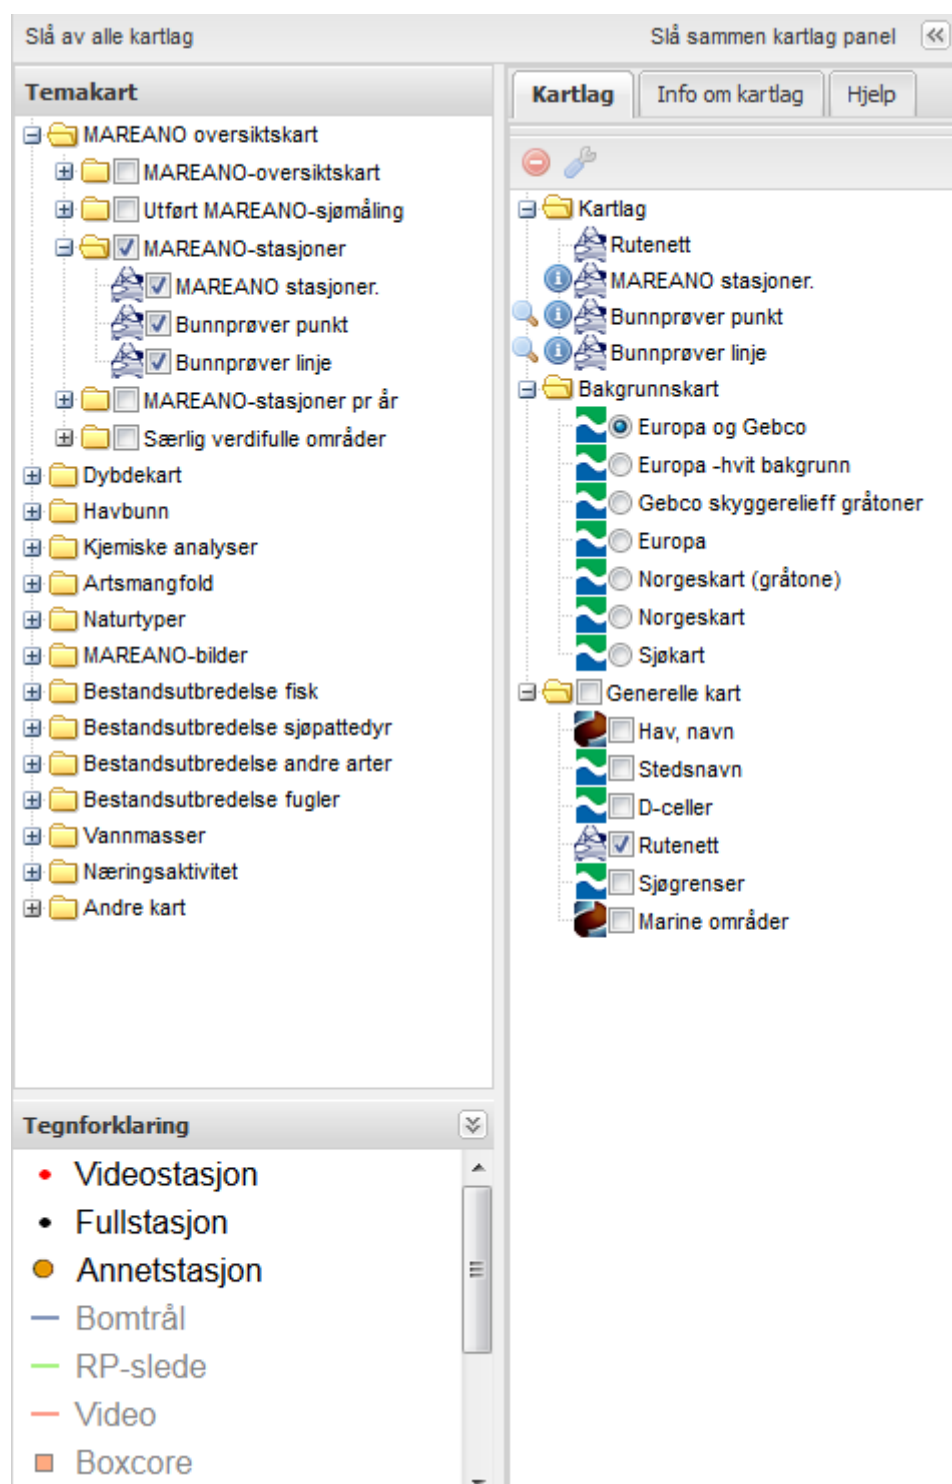 Slå av alle kartlag
Slå sammen kartlag panel
Temakart
MAREANO oversiktskart
MAREANO-oversiktskart
Utført MAREANO-sjømåling
MAREANO-stasjoner
MAREANO stasjoner.
Bunnprøver punkt
Bunnprøver linje
MAREANO-stasjoner pr år
Særlig verdifulle områder
Dybdekart
Havbunn
Kjemiske analyser
Artsmangfold
Naturtyper
MAREANO-bilder
Bestandsutbredelse fisk
Bestandsutbredelse sjøpattedyr
Bestandsutbredelse andre arter
Bestandsutbredelse fugler
Vannmasser
Næringsaktivitet
Andre kart
Tegnforklaring
Videostasjon
Fullstasjon
Annetstasjon
Bomtrål
RP-slede
Video
Boxcore
Kartlag
Info om kartlag
Hjelp
Kartlag
Rutenett
MAREANO stasjoner.
Bunnprøver punkt
Bunnprøver linje
Bakgrunnskart
Europa og Gebco
Europa -hvit bakgrunn
Gebco skyggerelieff gråtoner
Europa
Norgeskart (gråtone)
Norgeskart
Sjøkart
Generelle kart
Hav, navn
Stedsnavn
D-celler
Rutenett
Sjøgrenser
Marine områder